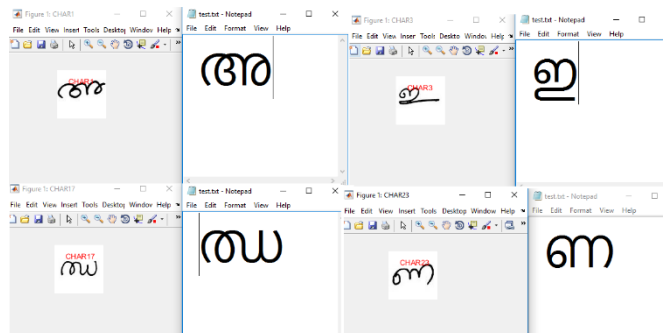 Figure 1: CHAR1
File Edit View Insert Tools Desktop Window Help
CHAR1
അ
test.txt - Notepad
File Edit Format View Help
അ
Figure 1: CHAR3
File Edit View Insert Tools Deskto Window Help
CHAR3
ഇ
test.txt - Notepad
File Edit Format View Help
ഇ
Figure 1: CHAR17
File Edit View Insert Tools Desktop Window Help
CHAR17
ഝ
test.txt - Notepad
File Edit Format View Help
ഝ
Figure 1: CHAR23
File Edit View Insert Tools Desktop Window Help
CHAR23
ണ
test.txt - Notepad
File Edit Format View Help
ണ